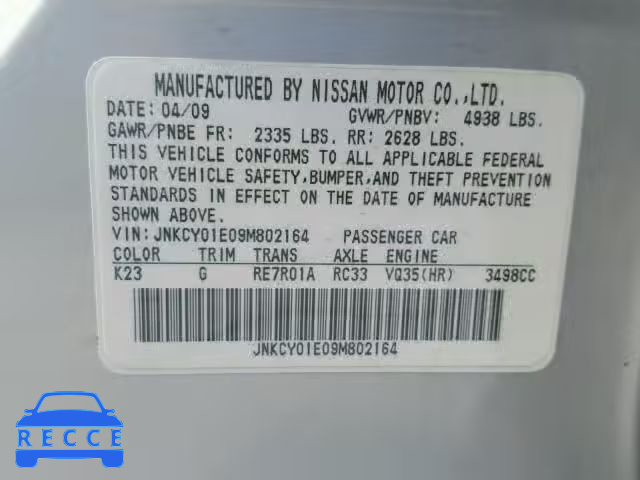 MANUFACTURED BY NISSAN MOTOR CO.,LTD.
DATE: 04/09 GVWR/PNBV: 4938 LBS.
GAWR/PNBE FR: 2335 LBS. RR: 2628 LBS.
THIS VEHICLE CONFORMS TO ALL APPLICABLE FEDERAL
MOTOR VEHICLE SAFETY,BUMPER,AND THEFT PREVENTION
STANDARDS IN EFFECT ON THE DATE OF MANUFACTURE
SHOWN ABOVE.
VIN:JNKCY01E09M802164 PASSENGER CAR
COLOR TRIM TRANS AXLE ENGINE
K23 G RE7R01A RC33 VQ35(HR) 3498CC
JNKCY01E09M802164
RECCE